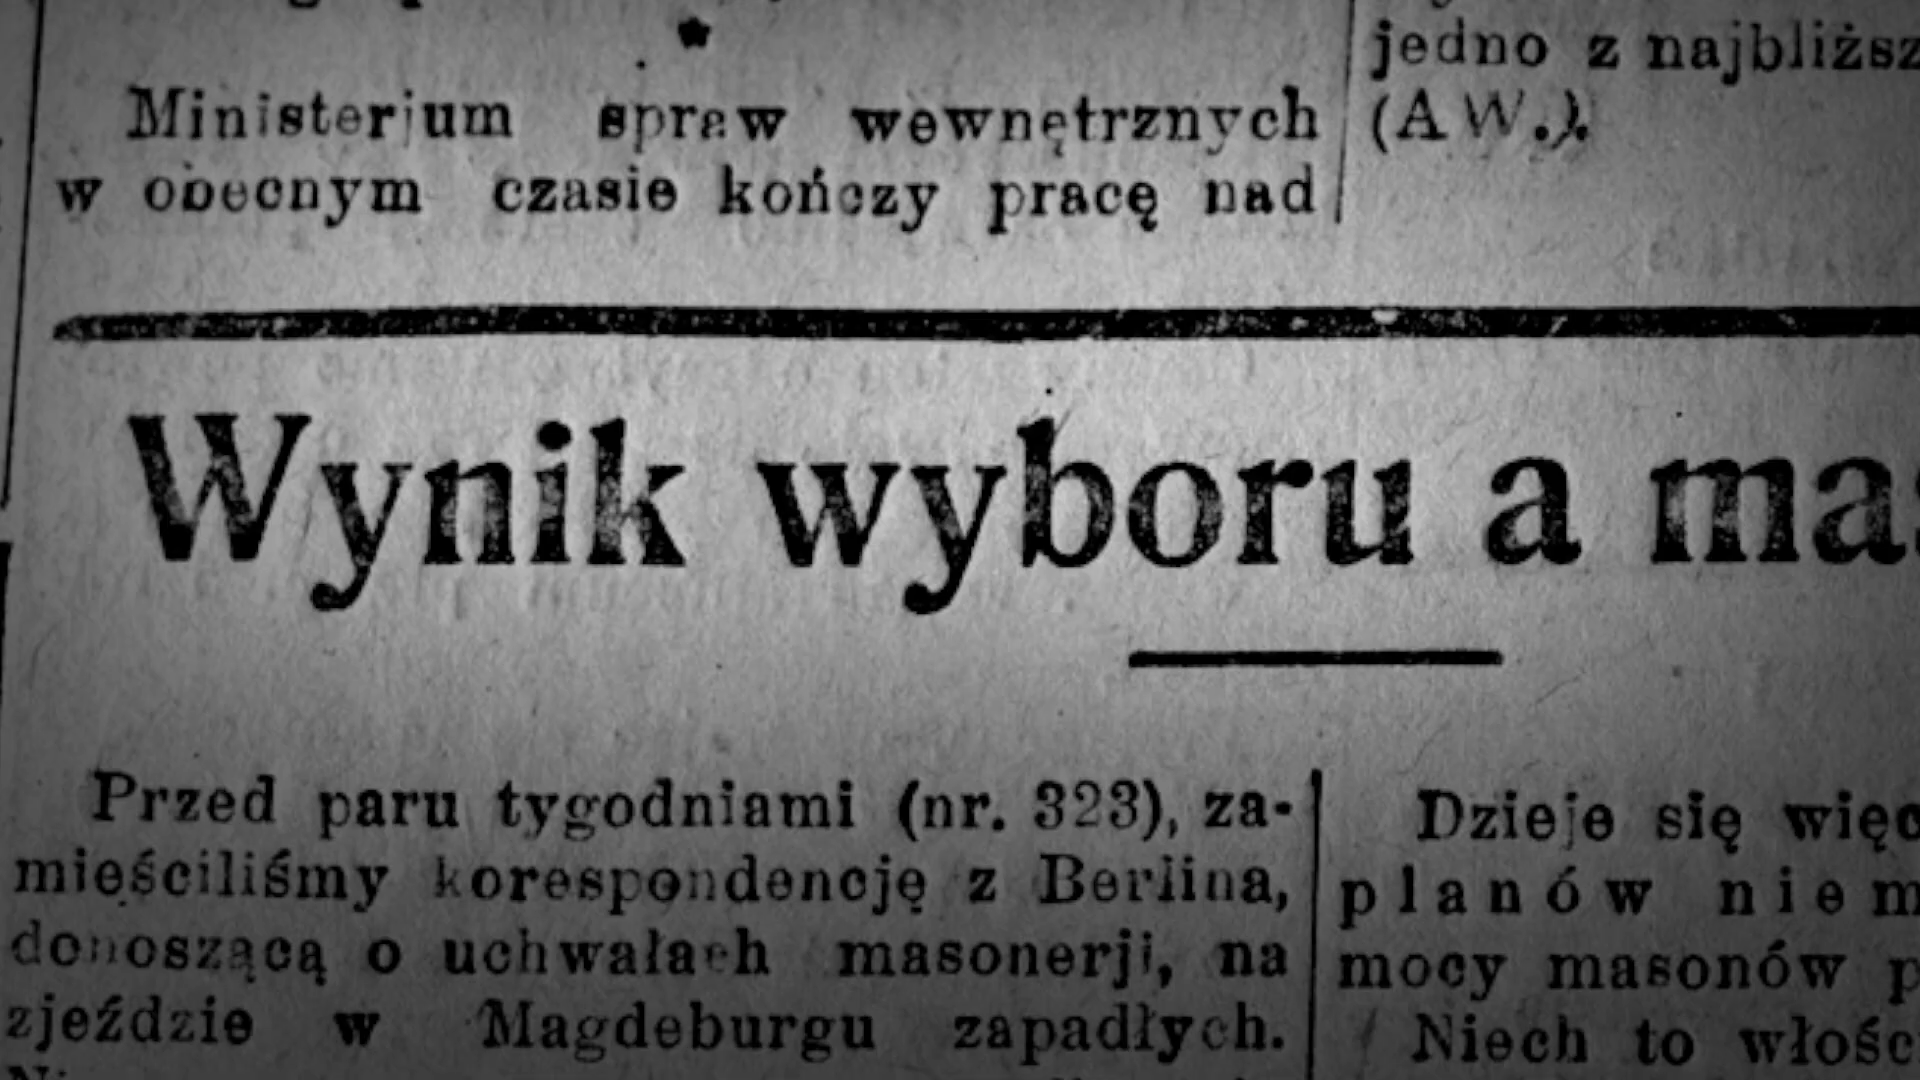 Ministerjum spraw wewnętrznych
w obecnym czasie kończy pracę nad
jedno z najbliższ
(AW.).
Wynik wyboru a mas
Przed paru tygodniami (nr. 323), za-
mieściliśmy korespondencję z Berlina,
donoszącą o uchwałach masonerji, na
zjeździe w Magdeburgu zapadłych.
Dzieje się więc
planów niem
mocy masonów p
Niech to włośc